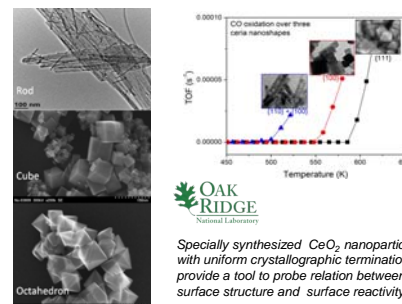 Rod
100 nm
Cube
Octahedron
CO oxidation over three
ceria nanoshapes
TOF (s⁻¹)
0.00010
0.00005
0.00000
{110} + {100}
{100}
{111}
450 500 550 600
Temperature (K)
OAK
RIDGE
National Laboratory
Specially synthesized CeO₂ nanopartic
with uniform crystallographic termination
provide a tool to probe relation between
surface structure and surface reactivity